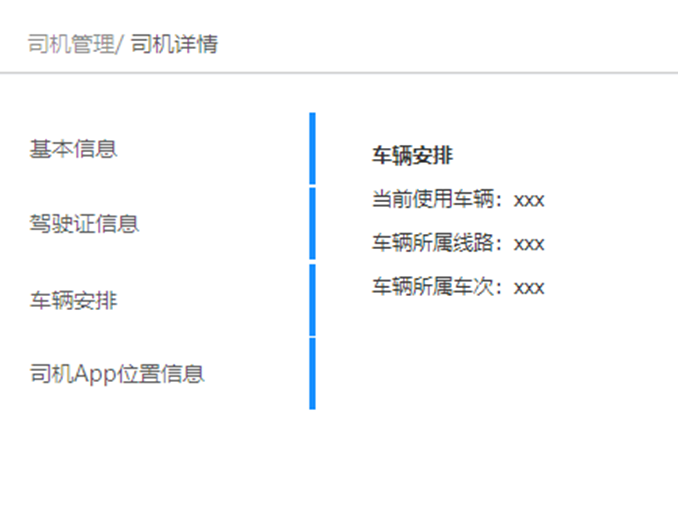 司机管理/ 司机详情
基本信息
驾驶证信息
车辆安排
司机App位置信息
车辆安排
当前使用车辆：xxx
车辆所属线路：xxx
车辆所属车次：xxx